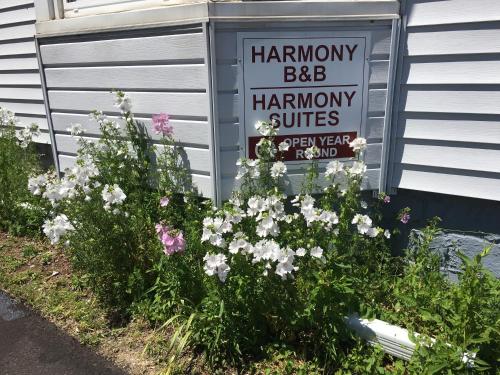 HARMONY
B&B
HARMONY
SUITES
OPEN YEAR
ROUND